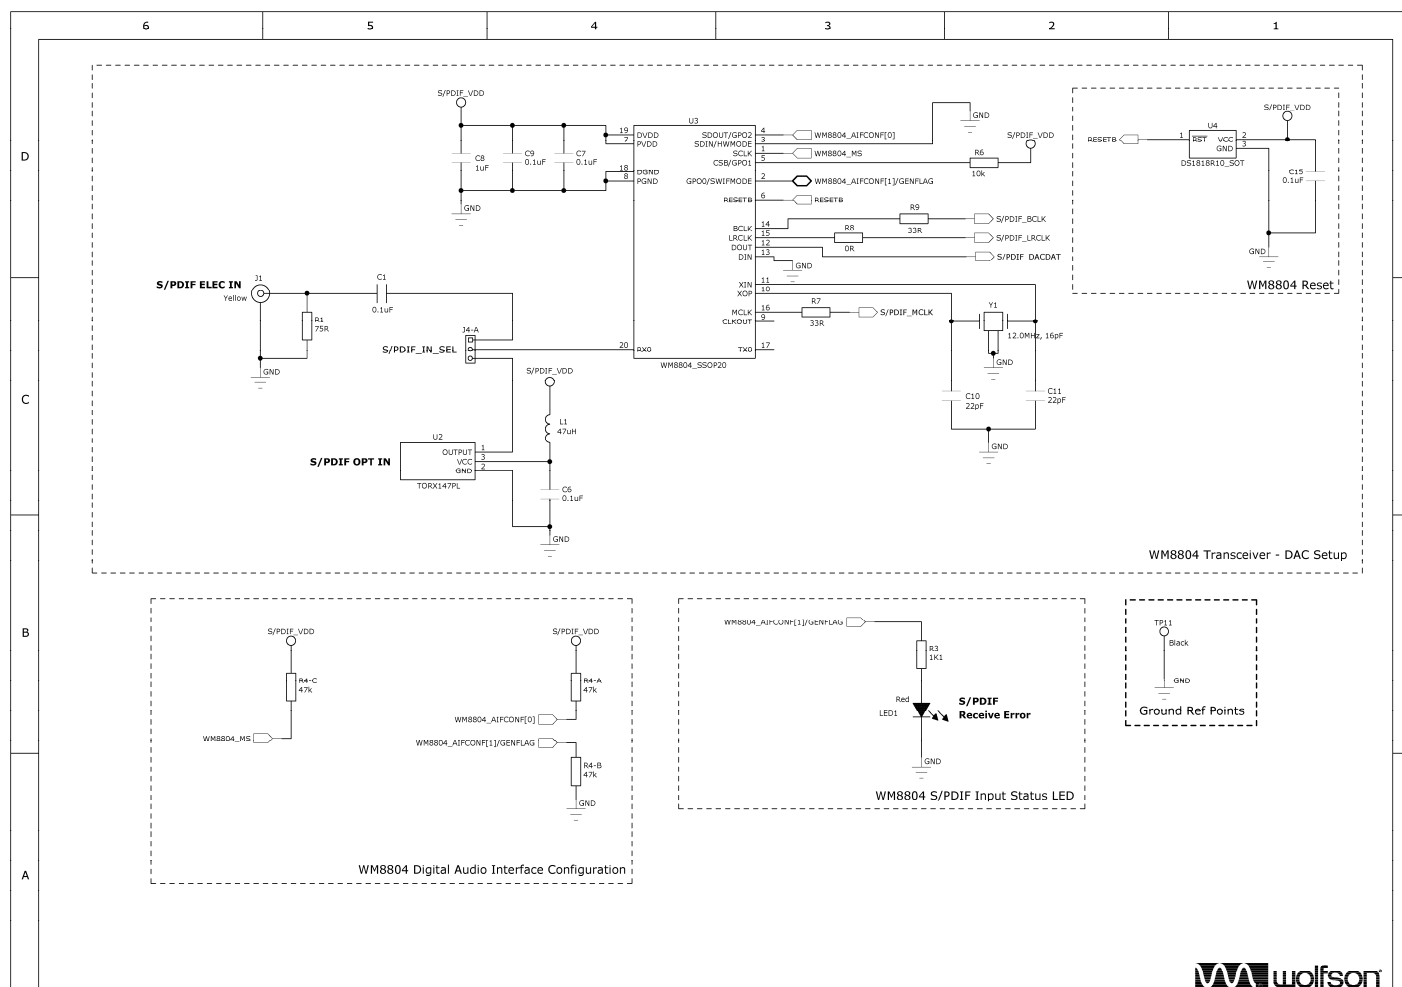 6 5 4 3 2 1
D
C
B
A
S/PDIF_VDD
C8
1uF
C9
0.1uF
C7
0.1uF
GND
U3
19 DVDD
7 PVDD
18 DGND
8 PGND
20 RX0
SDOUT/GPO2 4
SDIN/HWMODE 3
SCLK 1
CSB/GPO1 5
GPO0/SWIFMODE 2
RESETB 6
BCLK 14
LRCLK 15
DOUT 12
DIN 13
XIN 11
XOP 10
MCLK 16
CLKOUT 9
TX0 17
WM8804_SSOP20
WM8804_AIFCONF[0]
WM8804_MS
WM8804_AIFCONF[1]/GENFLAG
RESETB
GND
S/PDIF_VDD
R6
10k
R9
33R
S/PDIF_BCLK
R8
0R
S/PDIF_LRCLK
S/PDIF_DACDAT
GND
R7
33R
S/PDIF_MCLK
Y1
12.0MHz, 16pF
GND
C10
22pF
C11
22pF
GND
S/PDIF_VDD
U4
RESETB
1 RST
VCC 2
GND 3
DS1818R10_SOT
C15
0.1uF
GND
WM8804 Reset
S/PDIF ELEC IN
J1
Yellow
C1
0.1uF
R1
75R
GND
J4-A
S/PDIF_IN_SEL
S/PDIF_VDD
L1
47uH
U2
OUTPUT 1
VCC 3
GND 2
TORX147PL
S/PDIF OPT IN
C6
0.1uF
GND
WM8804 Transceiver - DAC Setup
S/PDIF_VDD
R4-C
47k
WM8804_MS
S/PDIF_VDD
R4-A
47k
WM8804_AIFCONF[0]
WM8804_AIFCONF[1]/GENFLAG
R4-B
47k
GND
WM8804 Digital Audio Interface Configuration
WM8804_AIFCONF[1]/GENFLAG
R3
1K1
Red
LED1
S/PDIF
Receive Error
GND
WM8804 S/PDIF Input Status LED
TP11
Black
GND
Ground Ref Points
wolfson